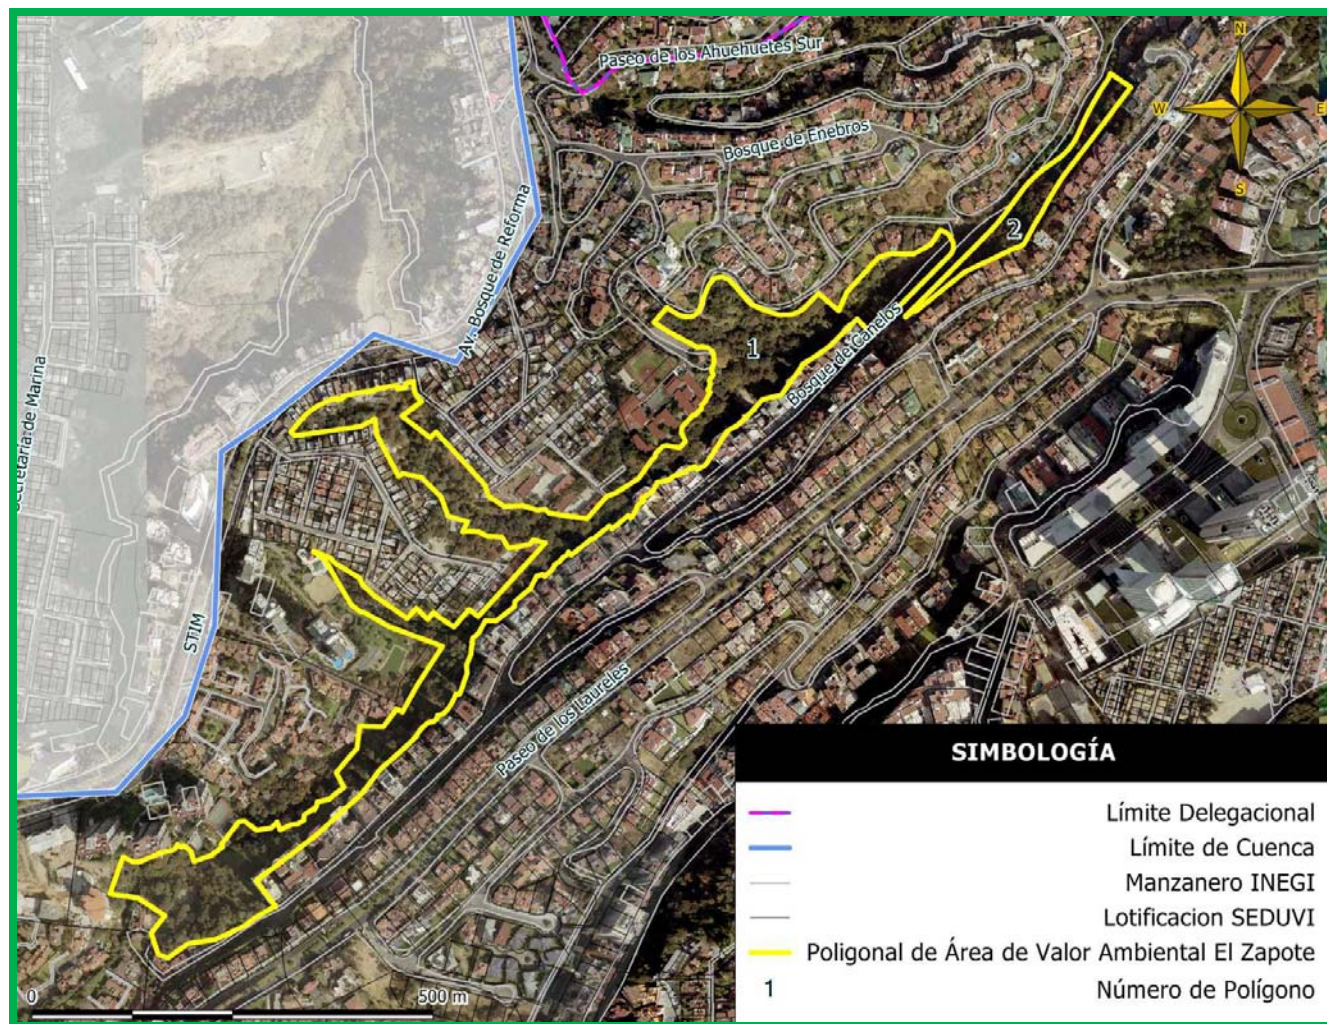 Paseo de los Ahuehuetes Sur
N
W
E
S
Bosque de Enebros
Av. Bosque de Reforma
2
1
Bosque de Canelos
Secretaría de Marina
STIM
Paseo de los Laureles
SIMBOLOGÍA
Límite Delegacional
Límite de Cuenca
Manzanero INEGI
Lotificacion SEDUVI
Poligonal de Área de Valor Ambiental El Zapote
1 Número de Polígono
0 500 m